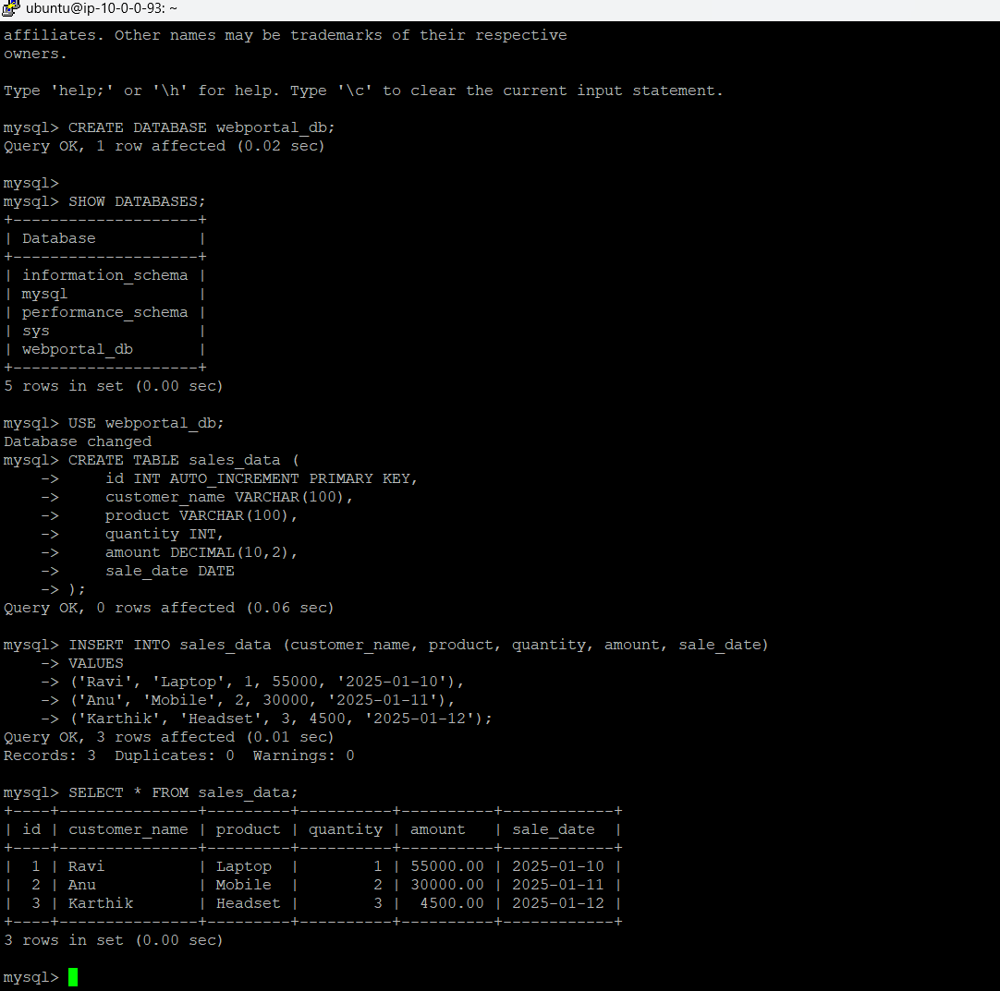 ubuntu@ip-10-0-0-93: ~
affiliates. Other names may be trademarks of their respective
owners.

Type 'help;' or '\h' for help. Type '\c' to clear the current input statement.

mysql> CREATE DATABASE webportal_db;
Query OK, 1 row affected (0.02 sec)

mysql>
mysql> SHOW DATABASES;
+--------------------+
| Database           |
+--------------------+
| information_schema |
| mysql              |
| performance_schema |
| sys                |
| webportal_db       |
+--------------------+
5 rows in set (0.00 sec)

mysql> USE webportal_db;
Database changed
mysql> CREATE TABLE sales_data (
    ->     id INT AUTO_INCREMENT PRIMARY KEY,
    ->     customer_name VARCHAR(100),
    ->     product VARCHAR(100),
    ->     quantity INT,
    ->     amount DECIMAL(10,2),
    ->     sale_date DATE
    -> );
Query OK, 0 rows affected (0.06 sec)

mysql> INSERT INTO sales_data (customer_name, product, quantity, amount, sale_date)
    -> VALUES
    -> ('Ravi', 'Laptop', 1, 55000, '2025-01-10'),
    -> ('Anu', 'Mobile', 2, 30000, '2025-01-11'),
    -> ('Karthik', 'Headset', 3, 4500, '2025-01-12');
Query OK, 3 rows affected (0.01 sec)
Records: 3  Duplicates: 0  Warnings: 0

mysql> SELECT * FROM sales_data;
+----+---------------+---------+----------+----------+------------+
| id | customer_name | product | quantity | amount   | sale_date  |
+----+---------------+---------+----------+----------+------------+
|  1 | Ravi          | Laptop  |        1 | 55000.00 | 2025-01-10 |
|  2 | Anu           | Mobile  |        2 | 30000.00 | 2025-01-11 |
|  3 | Karthik       | Headset |        3 |  4500.00 | 2025-01-12 |
+----+---------------+---------+----------+----------+------------+
3 rows in set (0.00 sec)

mysql>